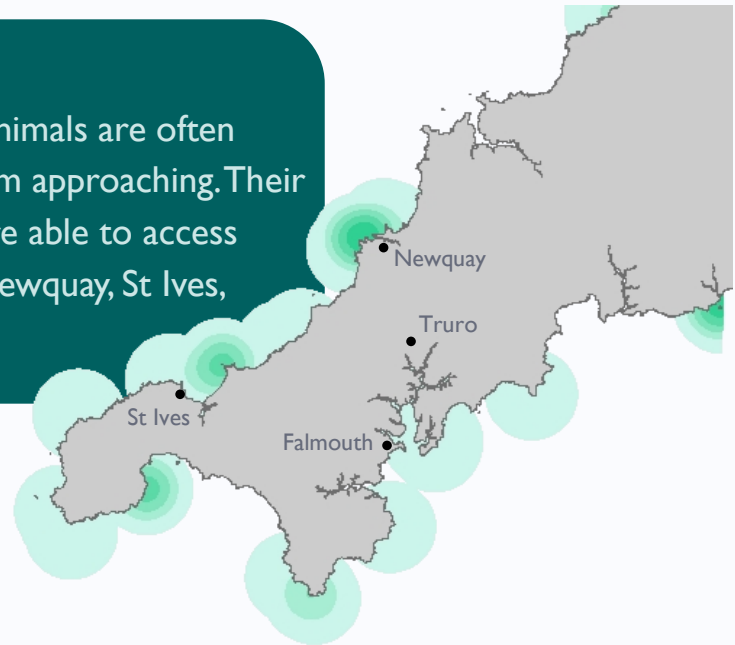 nimals are often
m approaching. Their
e able to access
ewquay, St Ives,
Newquay
Truro
St Ives
Falmouth